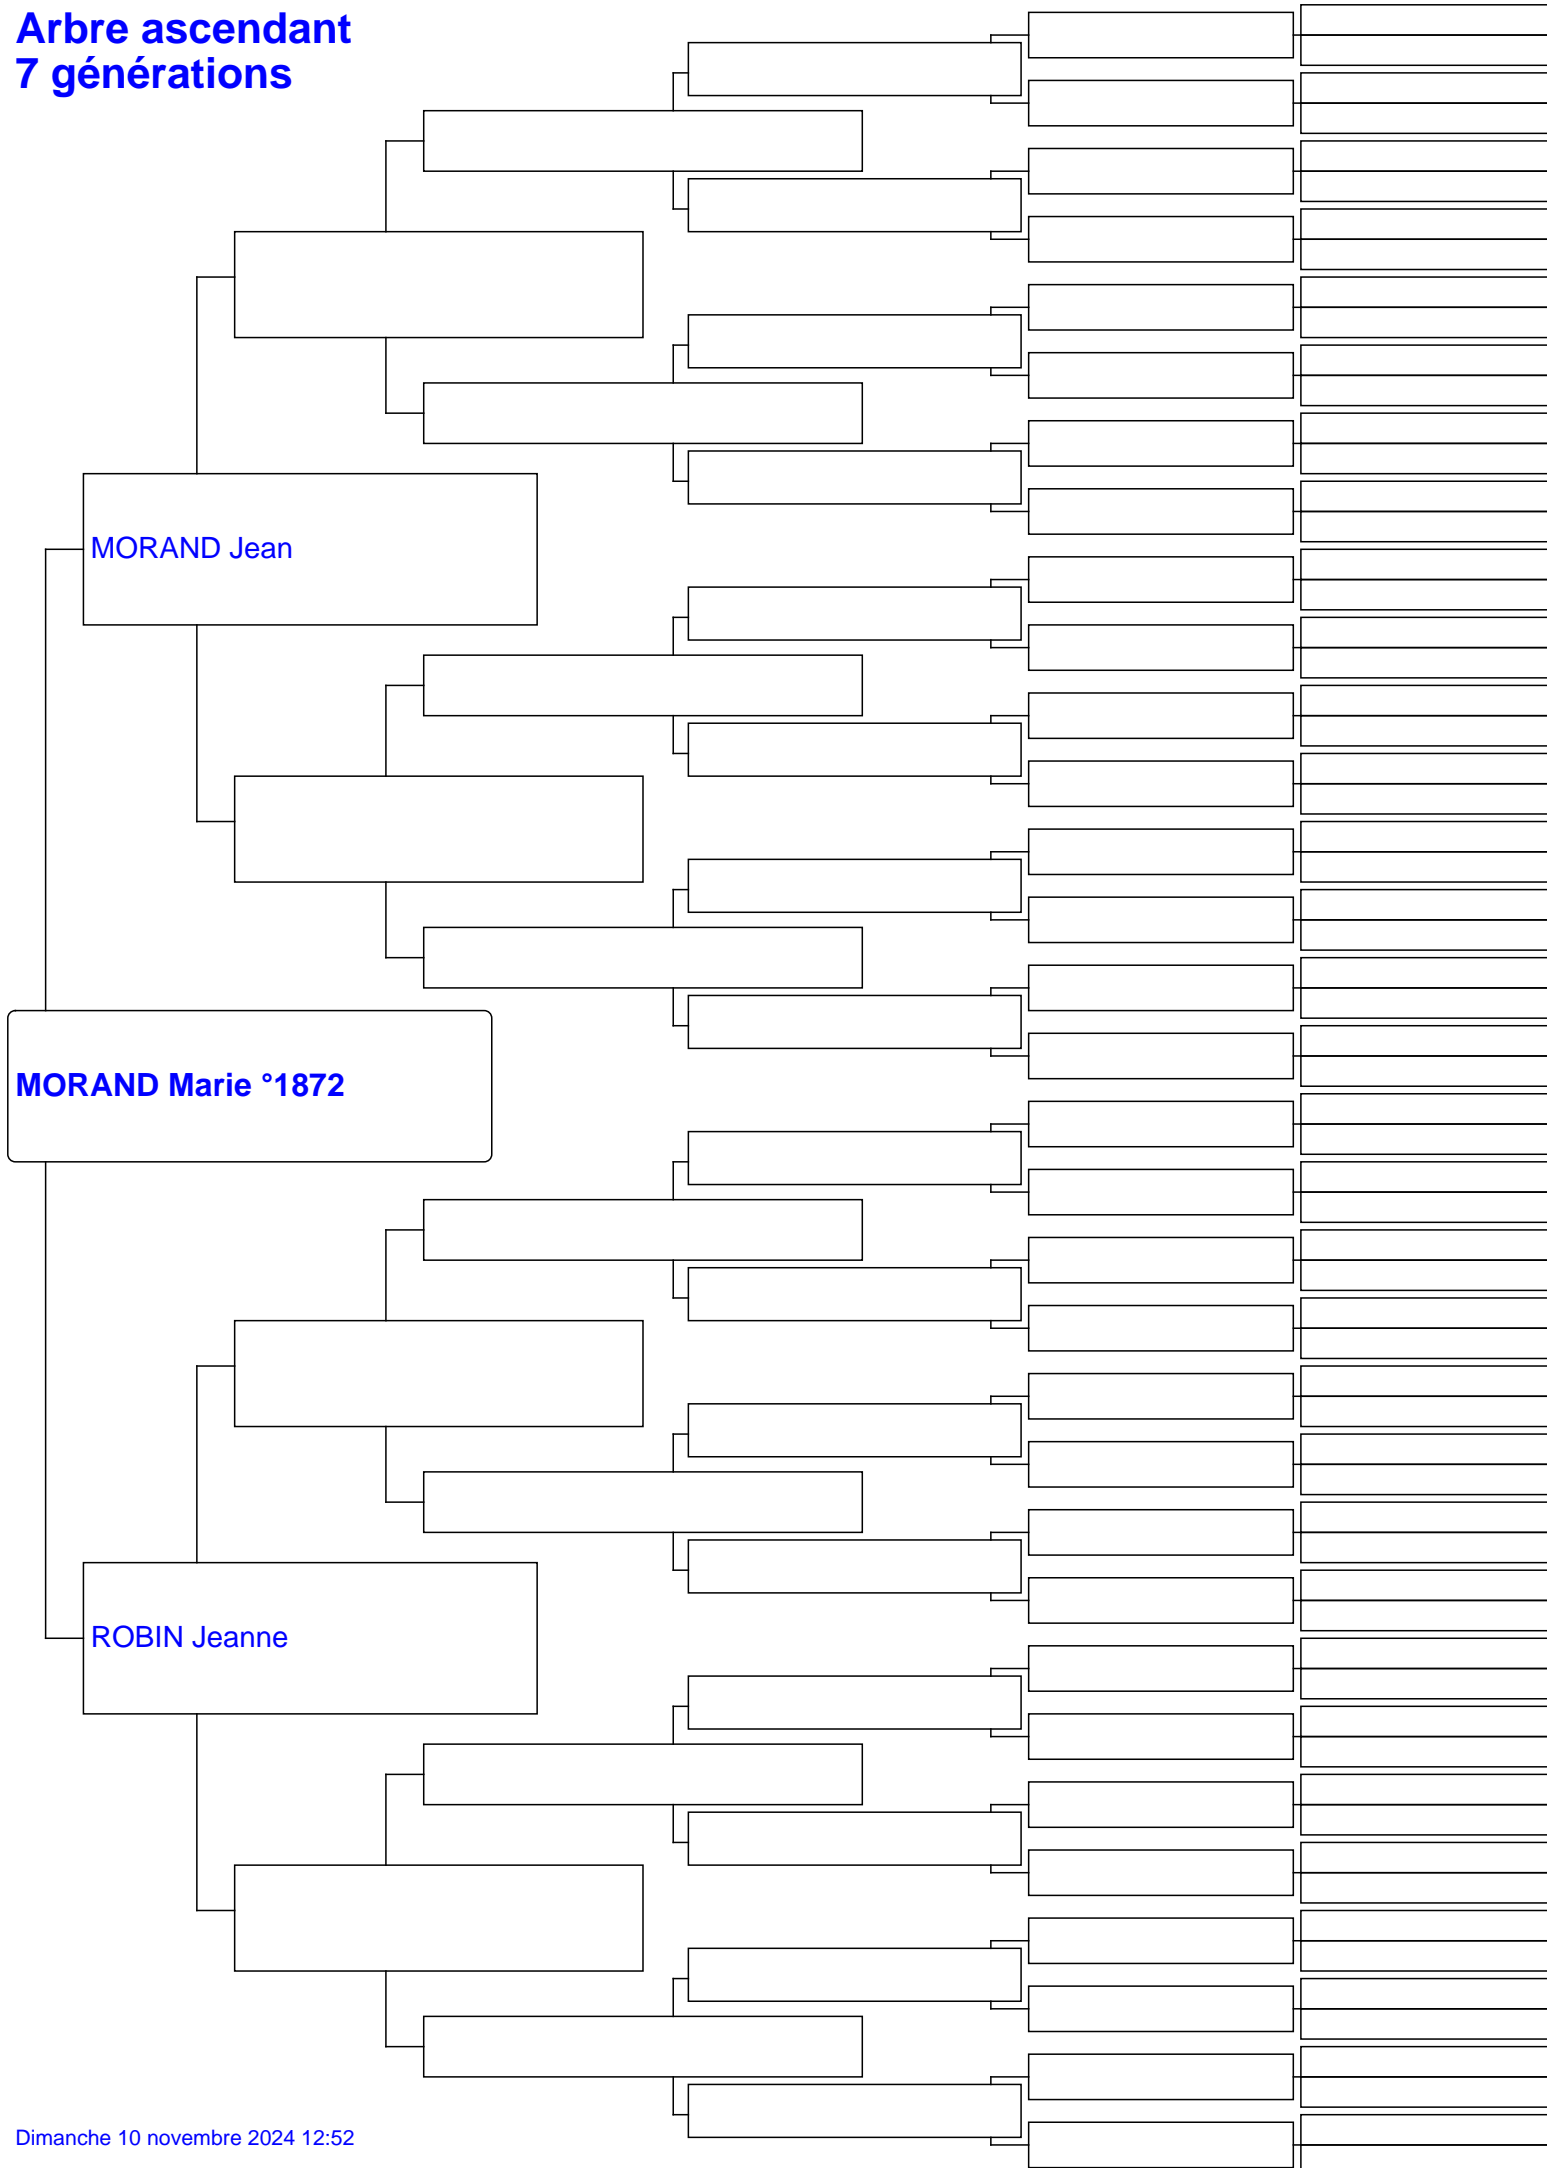 Arbre ascendant
7 générations
MORAND Jean
MORAND Marie °1872
ROBIN Jeanne
Dimanche 10 novembre 2024 12:52